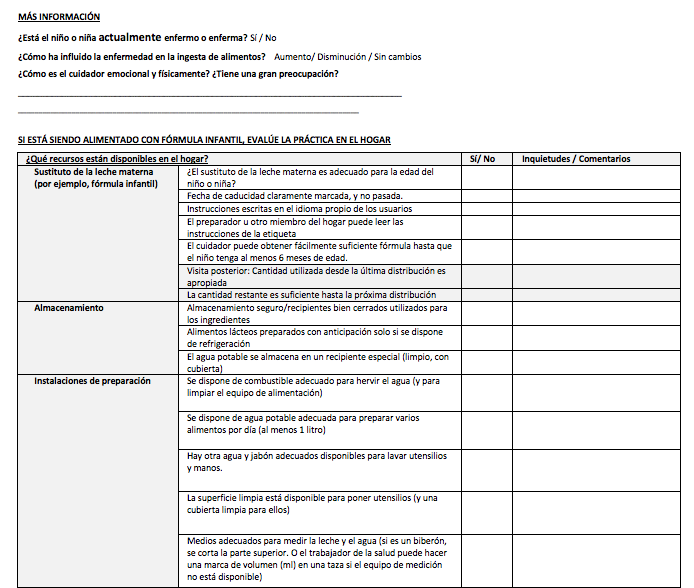 MÁS INFORMACIÓN
¿Está el niño o niña actualmente enfermo o enferma? Sí / No
¿Cómo ha influido la enfermedad en la ingesta de alimentos? Aumento/ Disminución / Sin cambios
¿Cómo es el cuidador emocional y físicamente? ¿Tiene una gran preocupación?
SI ESTÁ SIENDO ALIMENTADO CON FÓRMULA INFANTIL, EVALÚE LA PRÁCTICA EN EL HOGAR
¿Qué recursos están disponibles en el hogar? Sí/ No Inquietudes / Comentarios
Sustituto de la leche materna
(por ejemplo, fórmula infantil)
¿El sustituto de la leche materna es adecuado para la edad del
niño o niña?
Fecha de caducidad claramente marcada, y no pasada.
Instrucciones escritas en el idioma propio de los usuarios
El preparador u otro miembro del hogar puede leer las
instrucciones de la etiqueta
El cuidador puede obtener fácilmente suficiente fórmula hasta que
el niño tenga al menos 6 meses de edad.
Visita posterior: Cantidad utilizada desde la última distribución es
apropiada
La cantidad restante es suficiente hasta la próxima distribución
Almacenamiento
Almacenamiento seguro/recipientes bien cerrados utilizados para
los ingredientes
Alimentos lácteos preparados con anticipación solo si se dispone
de refrigeración
El agua potable se almacena en un recipiente especial (limpio, con
cubierta)
Instalaciones de preparación
Se dispone de combustible adecuado para hervir el agua (y para
limpiar el equipo de alimentación)
Se dispone de agua potable adecuada para preparar varios
alimentos por día (al menos 1 litro)
Hay otra agua y jabón adecuados disponibles para lavar utensilios
y manos.
La superficie limpia está disponible para poner utensilios (y una
cubierta limpia para ellos)
Medios adecuados para medir la leche y el agua (si es un biberón,
se corta la parte superior. O el trabajador de la salud puede hacer
una marca de volumen (ml) en una taza si el equipo de medición
no está disponible)